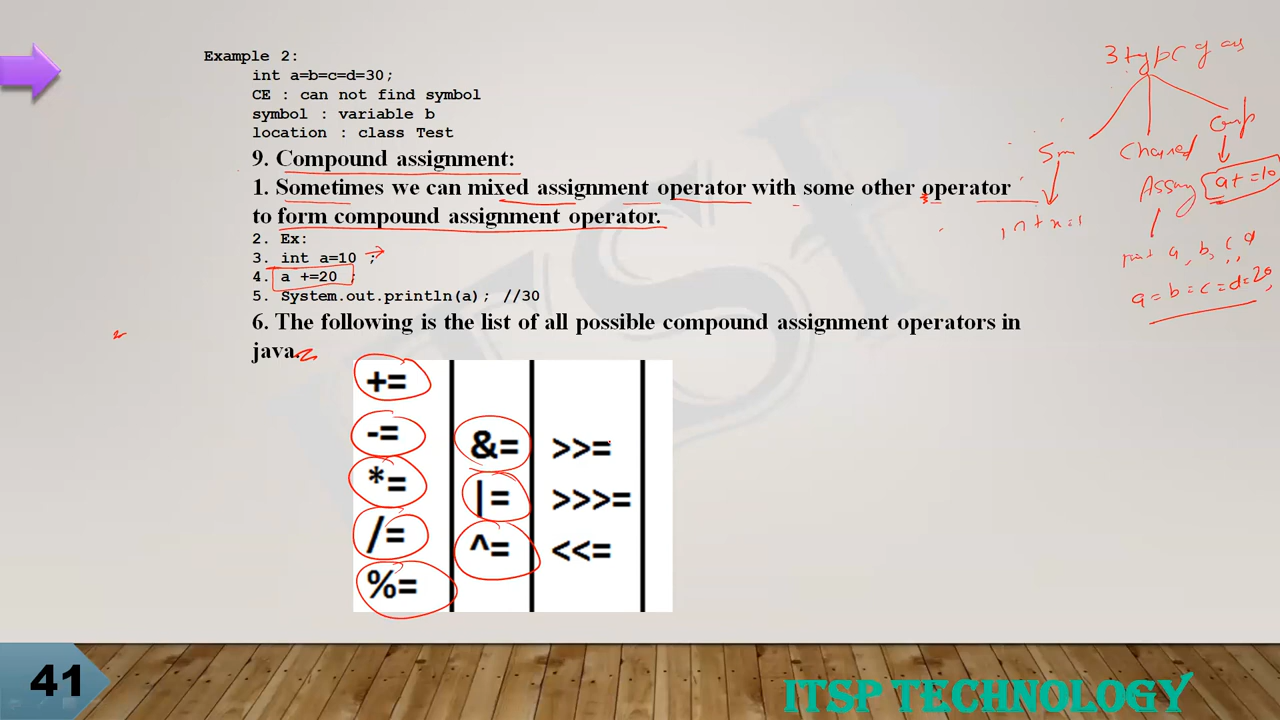 Example 2:
int a=b=c=d=30;
CE : can not find symbol
symbol : variable b
location : class Test
9. Compound assignment:
1. Sometimes we can mixed assignment operator with some other operator
to form compound assignment operator.
2. Ex:
3. int a=10 ;
4. a +=20 ;
5. System.out.println(a); //30
6. The following is the list of all possible compound assignment operators in
java.
+=
-=
*=
/=
%=
&=
|=
^=
>>=
>>>=
<<=
3 type of as
Sm
Chained
Assay
Comp
a+=10
a, b, c, d
a=b=c=d=20,
41
ITSP TECHNOLOGY